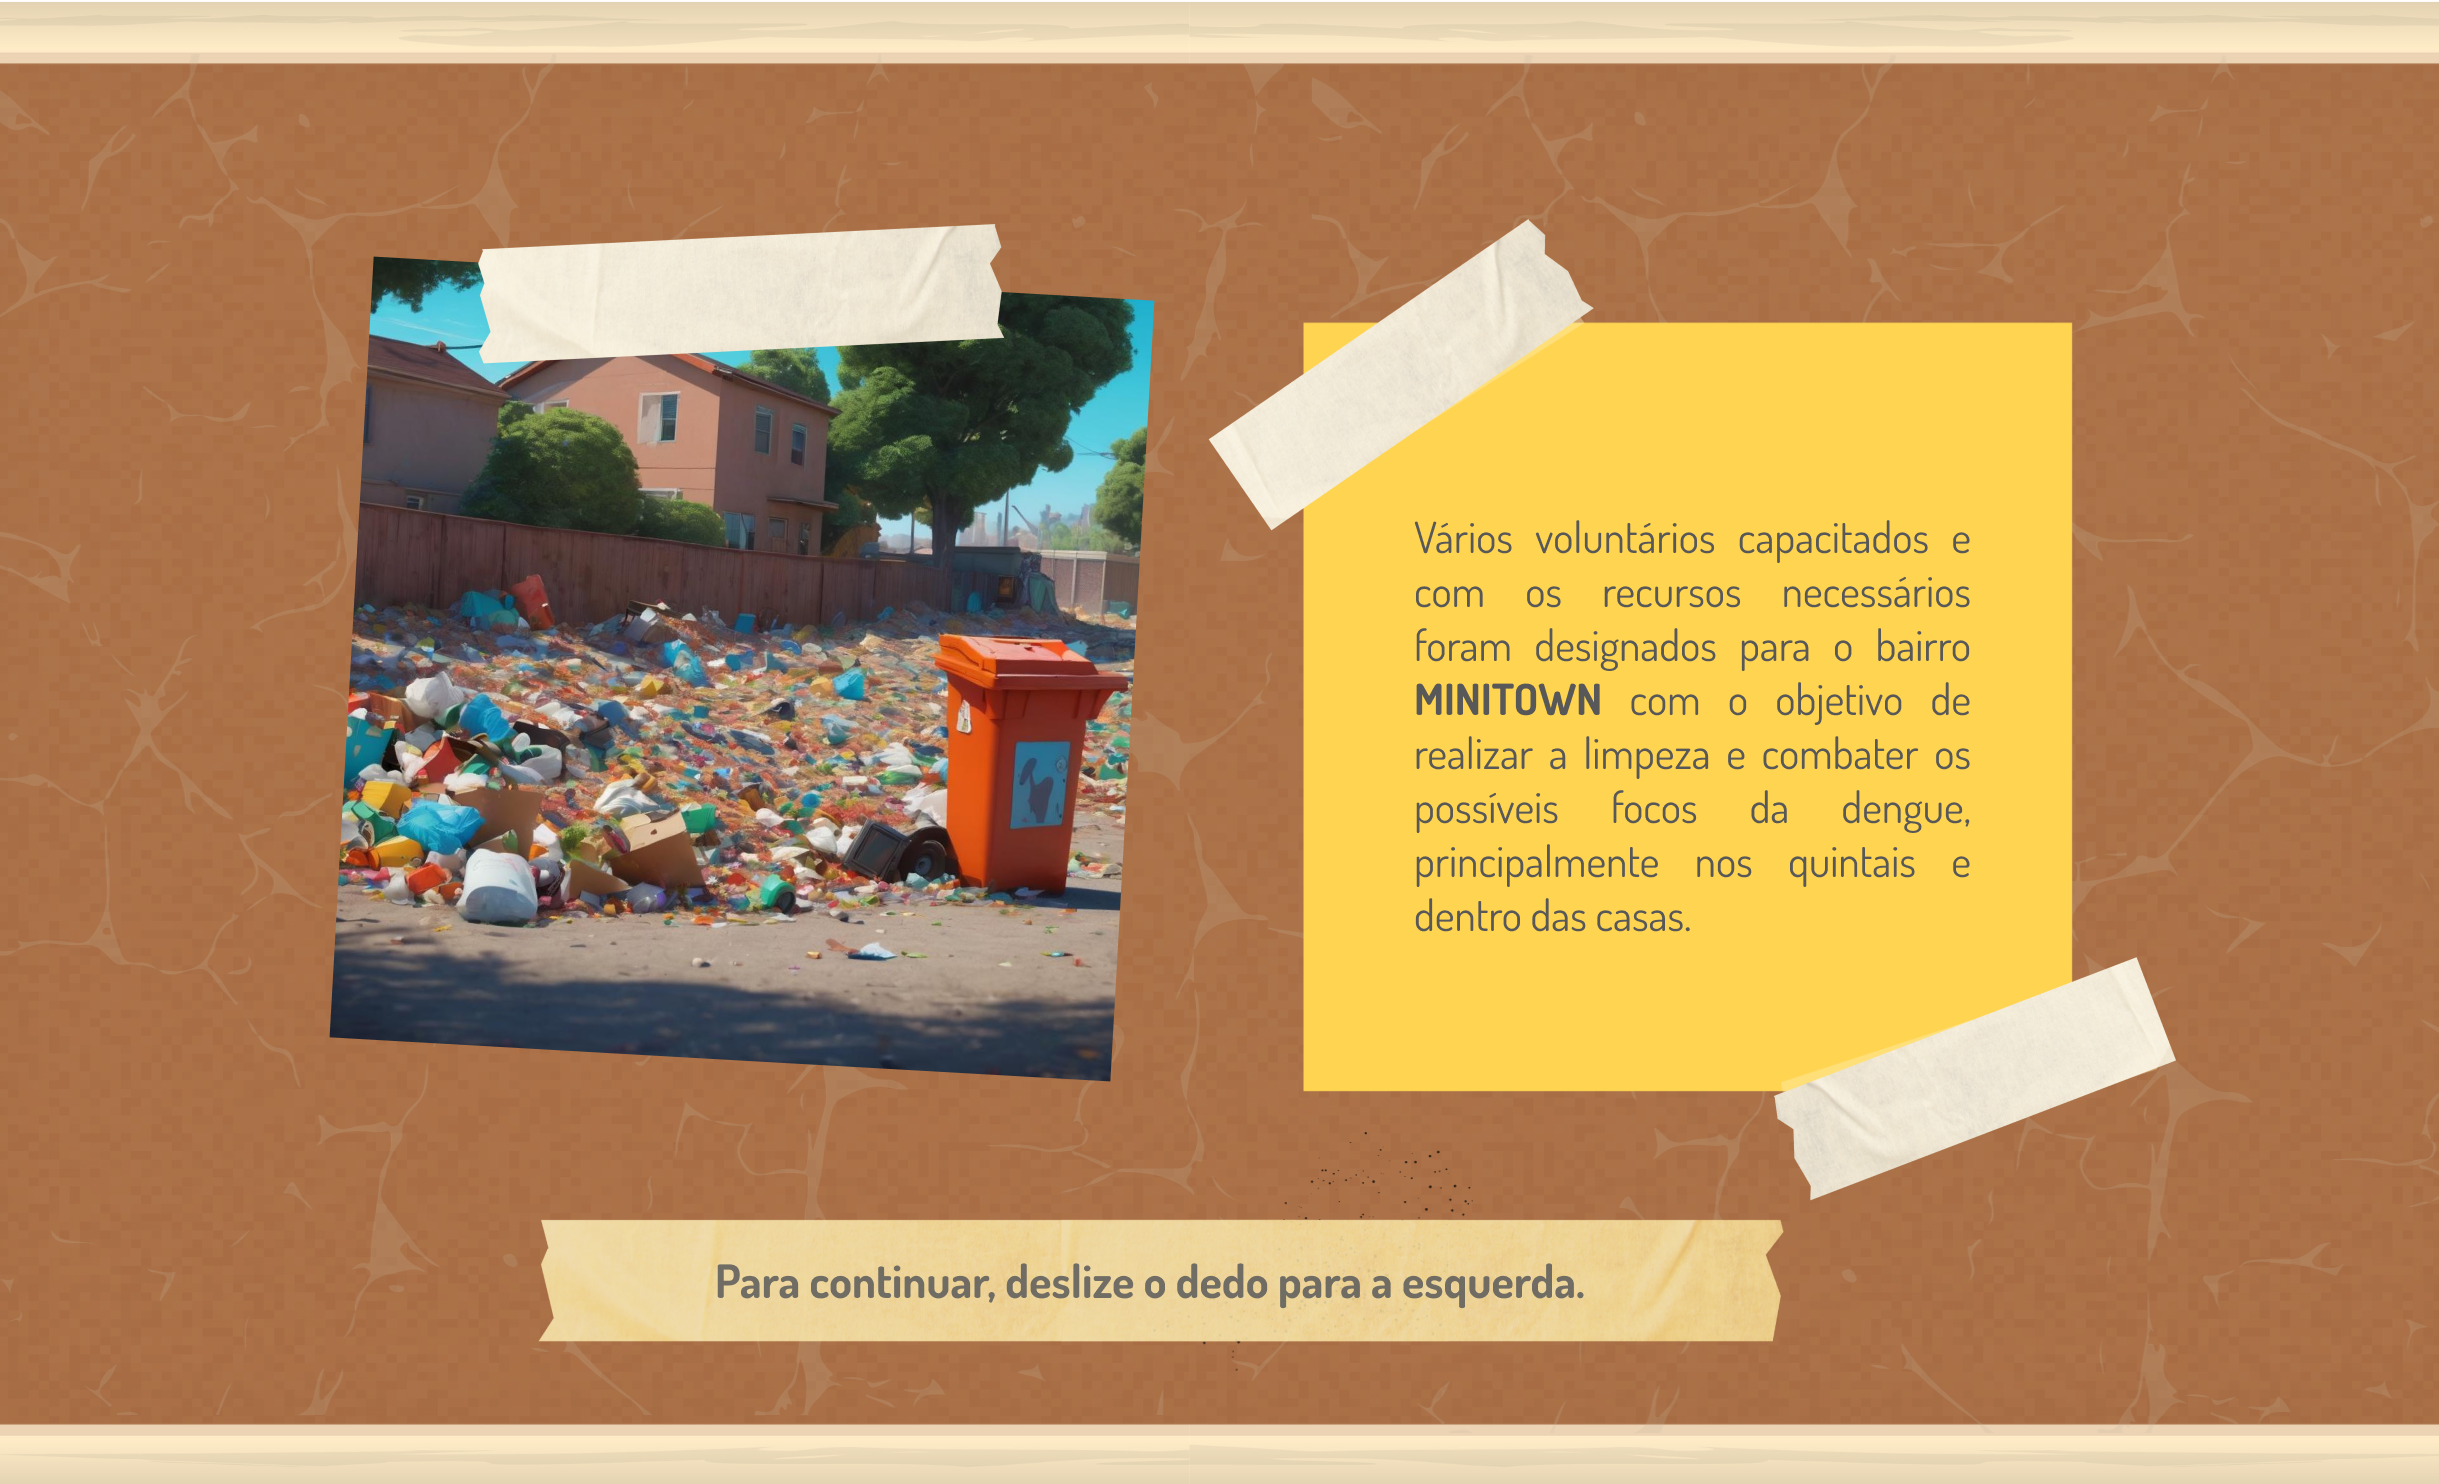 Vários voluntários capacitados e
com os recursos necessários
foram designados para o bairro
MINITOWN com o objetivo de
realizar a limpeza e combater os
possíveis focos da dengue,
principalmente nos quintais e
dentro das casas.
Para continuar, deslize o dedo para a esquerda.